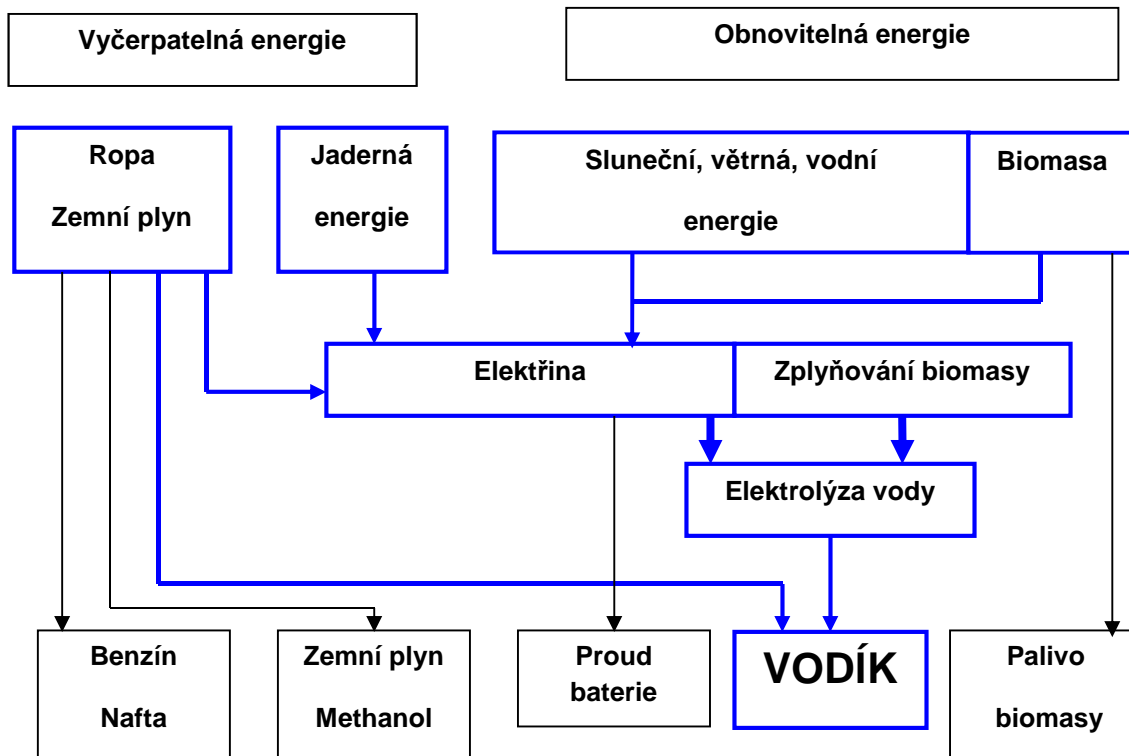 Vyčerpatelná energie
Obnovitelná energie
Ropa
Zemní plyn
Jaderná
energie
Sluneční, větrná, vodní
energie
Biomasa
Elektřina
Zplyňování biomasy
Elektrolýza vody
Benzín
Nafta
Zemní plyn
Methanol
Proud
baterie
VODÍK
Palivo
biomasy